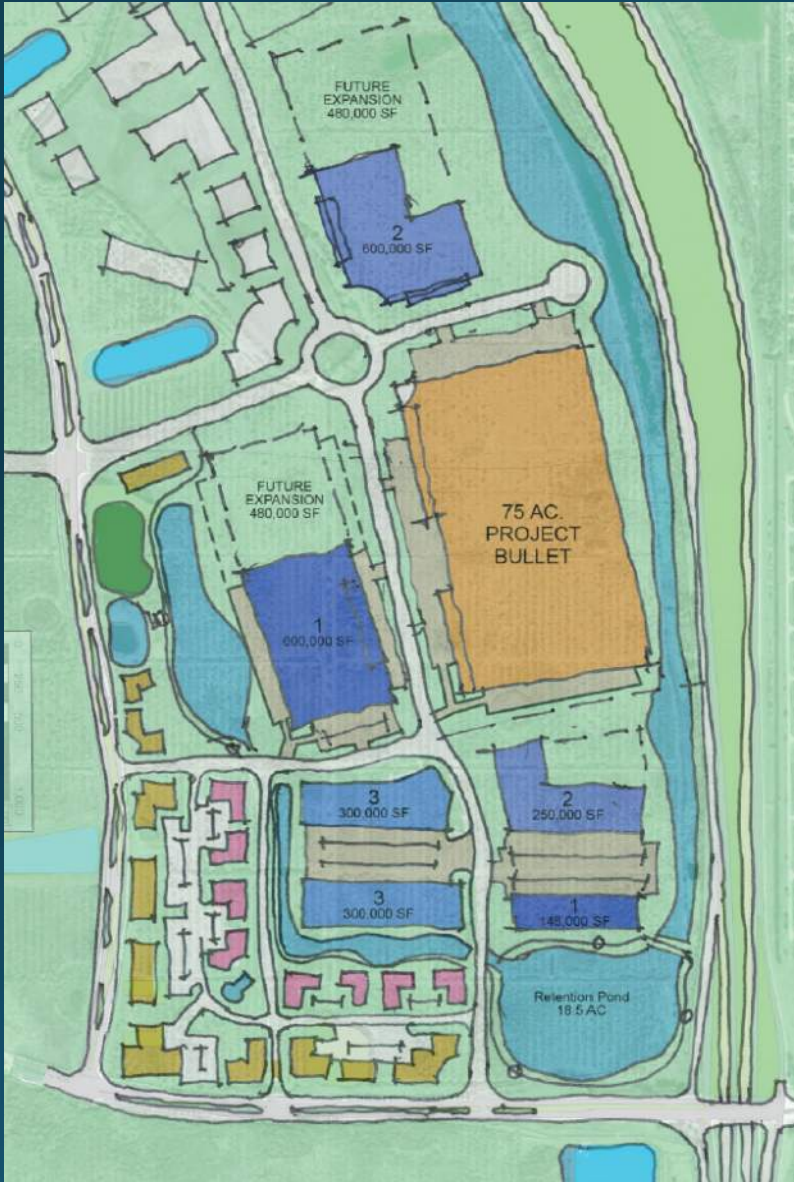 FUTURE
EXPANSION
480,000 SF
2
600,000 SF
FUTURE
EXPANSION
480,000 SF
75 AC.
PROJECT
BULLET
1
600,000 SF
3
300,000 SF
2
250,000 SF
3
300,000 SF
1
148,000 SF
Retention Pond
18.5 AC